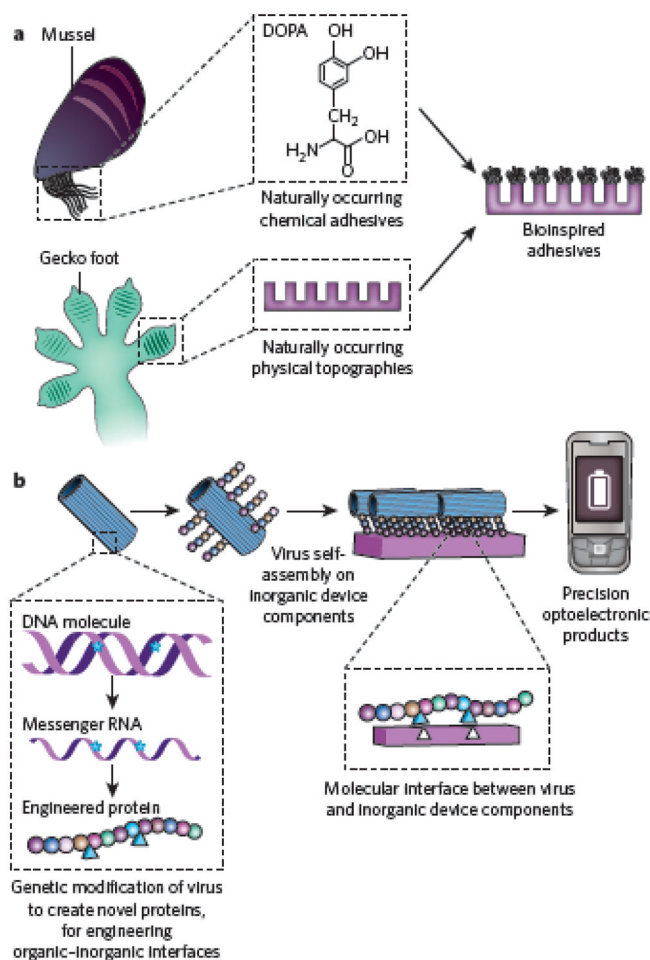 a
Mussel
DOPA
OH
OH
CH₂
OH
H₂N
O
Naturally occurring
chemical adhesives
Bioinspired
adhesives
Gecko foot
Naturally occurring
physical topographies
b
Virus self-
assembly on
inorganic device
components
Precision
optoelectronic
products
DNA molecule
Messenger RNA
Engineered protein
Molecular interface between virus
and inorganic device components
Genetic modification of virus
to create novel proteins,
for engineering
organic–inorganic interfaces